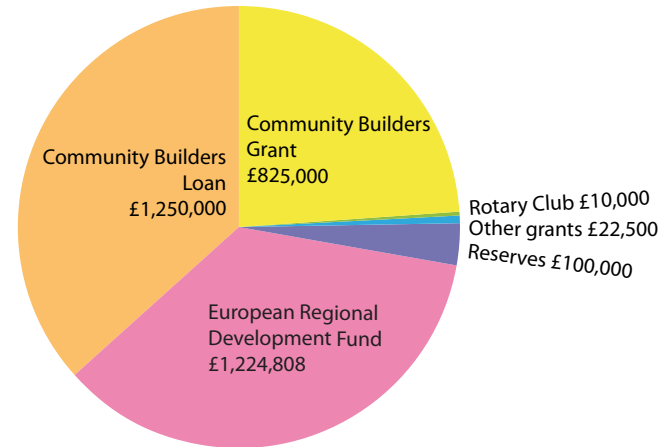 Community Builders
Grant
£825,000
Rotary Club £10,000
Other grants £22,500
Reserves £100,000
European Regional
Development Fund
£1,224,808
Community Builders
Loan
£1,250,000